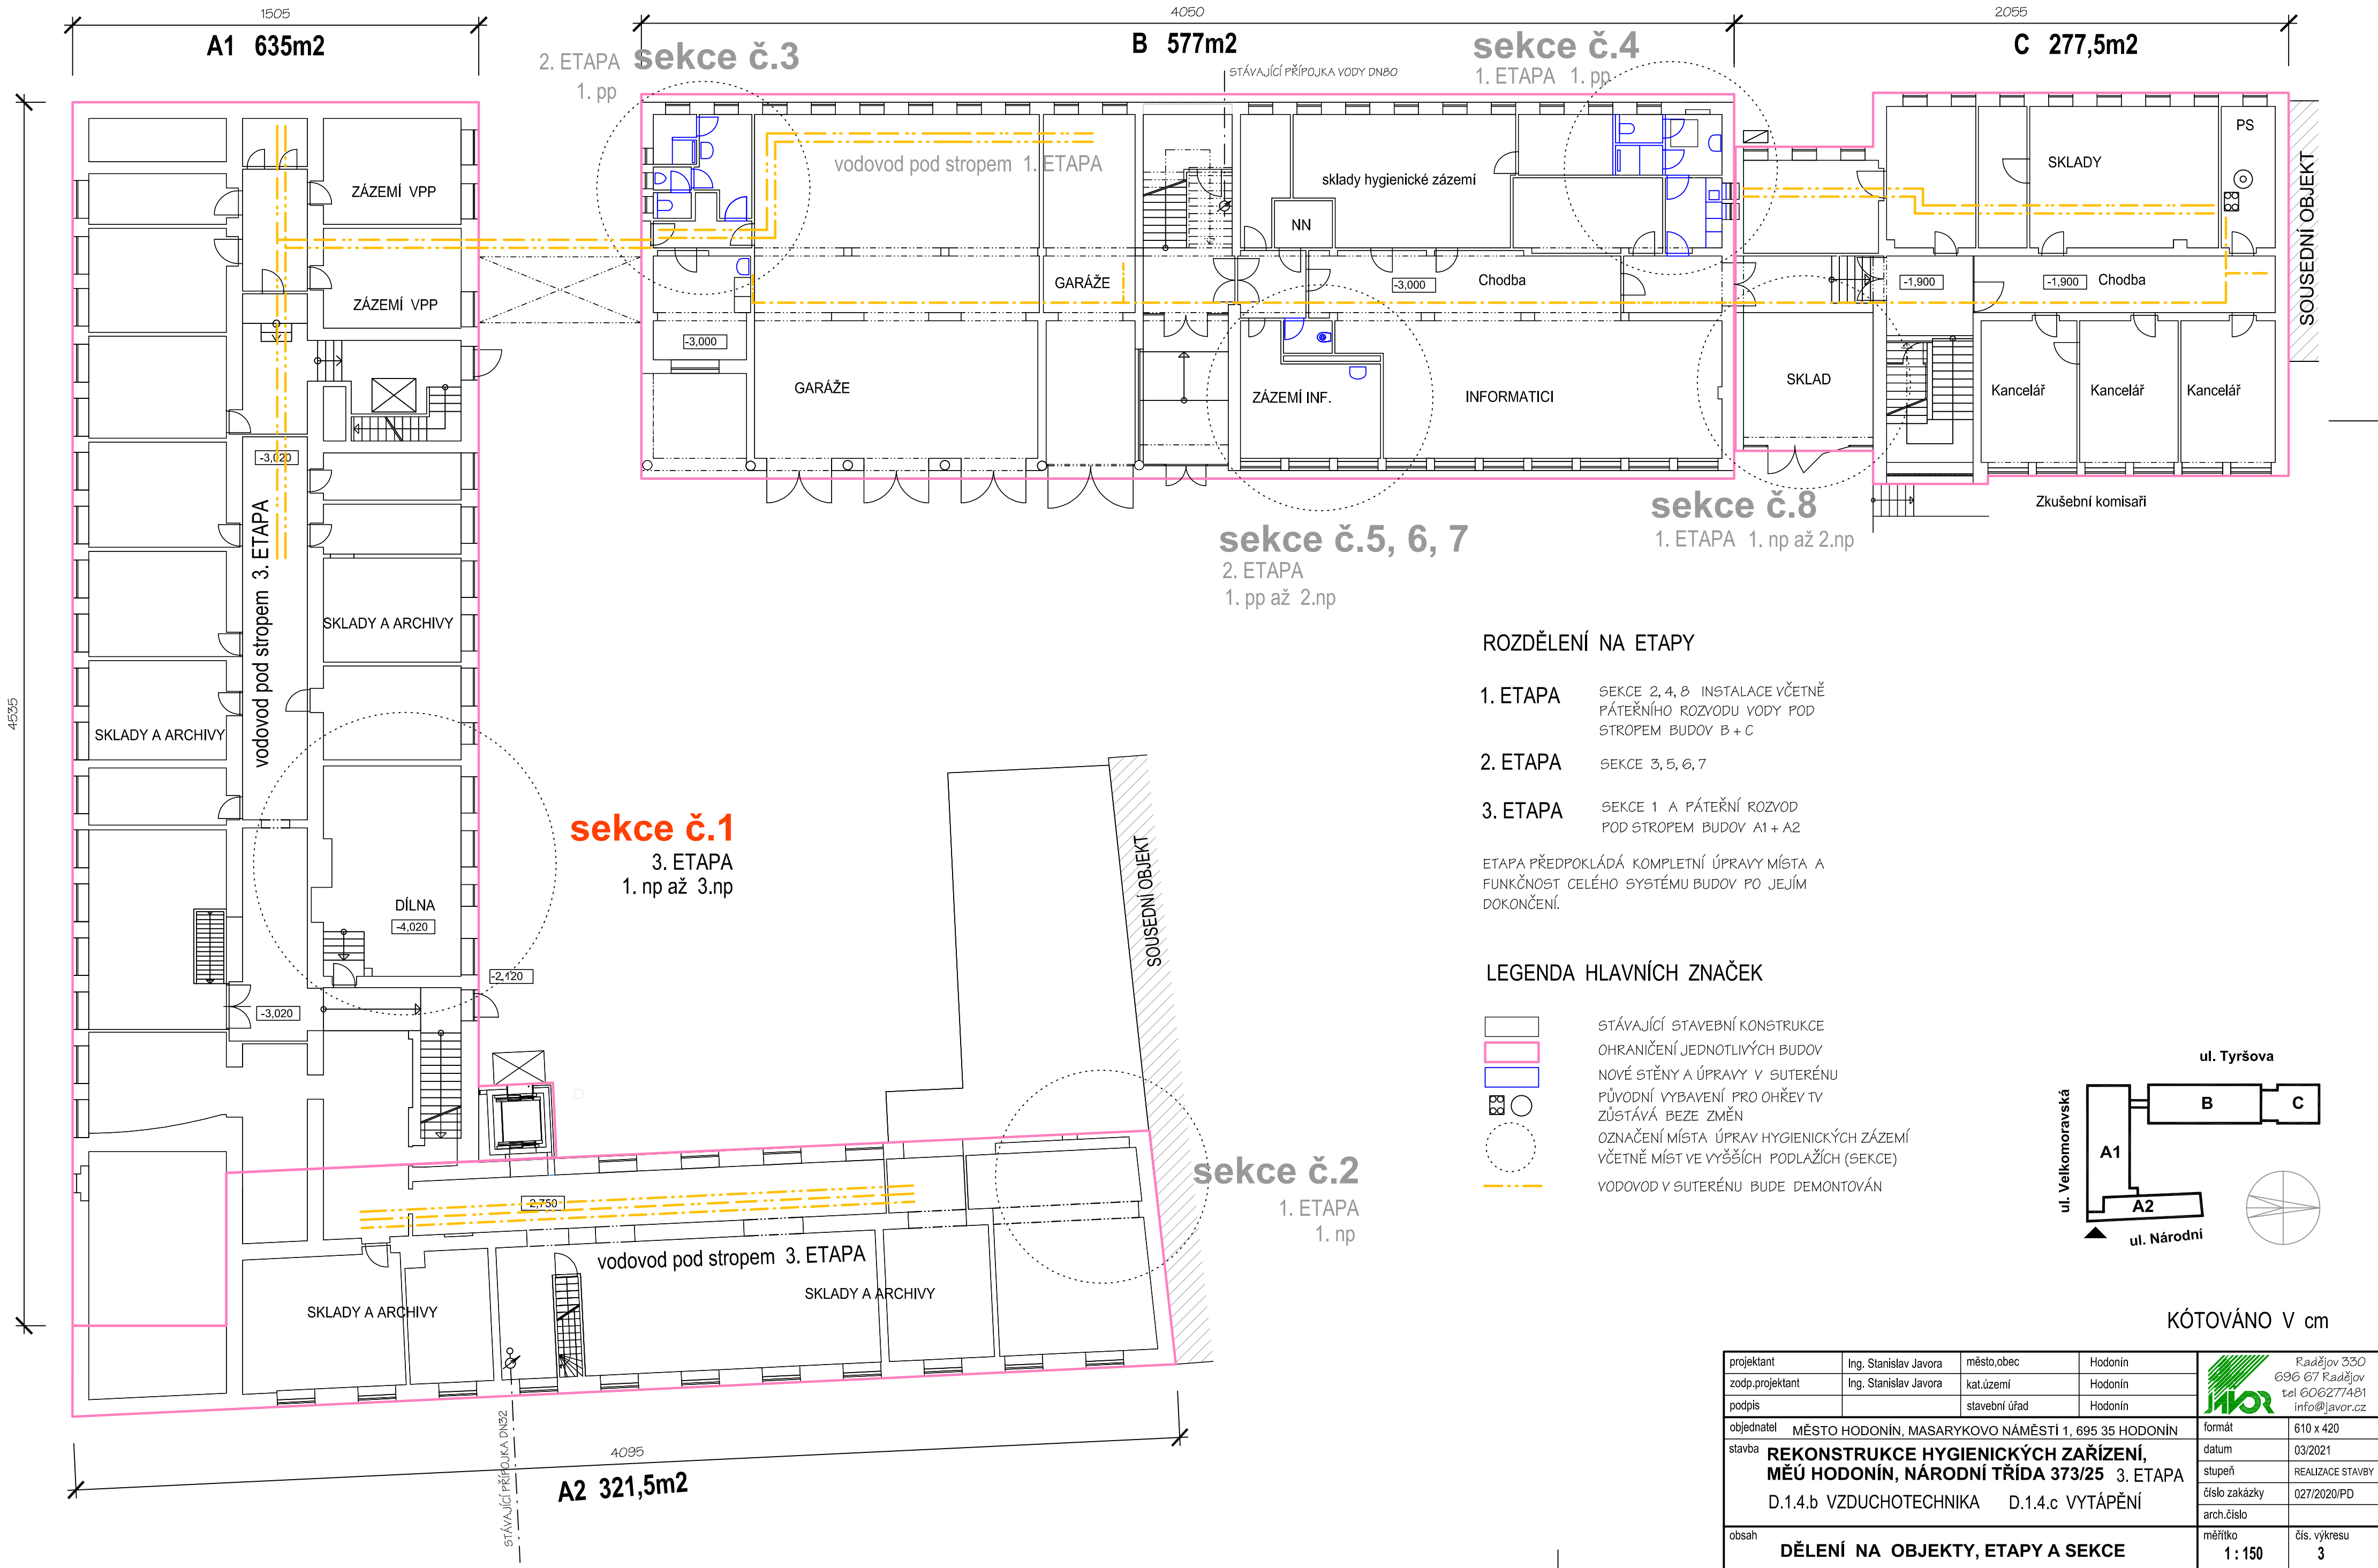 1505
4050
2055
A1 635m2
B 577m2
C 277,5m2
2. ETAPA sekce č.3
1. pp
sekce č.4
1. ETAPA 1. pp
STÁVAJÍCÍ PŘÍPOJKA VODY DN80
ZÁZEMÍ VPP
ZÁZEMÍ VPP
vodovod pod stropem 1. ETAPA
sklady hygienické zázemí
NN
GARÁŽE
-3,000
Chodba
-3,000
GARÁŽE
ZÁZEMÍ INF.
INFORMATICI
SKLADY
PS
SOUSEDNÍ OBJEKT
-1,900
-1,900
Chodba
SKLAD
Kancelář
Kancelář
Kancelář
Zkušební komisaři
sekce č.8
1. ETAPA 1. np až 2.np
sekce č.5, 6, 7
2. ETAPA
1. pp až 2.np
4535
-3,020
vodovod pod stropem 3. ETAPA
SKLADY A ARCHIVY
SKLADY A ARCHIVY
sekce č.1
3. ETAPA
1. np až 3.np
DÍLNA
-4,020
-2,120
-3,020
SOUSEDNÍ OBJEKT
sekce č.2
1. ETAPA
1. np
-2,750
vodovod pod stropem 3. ETAPA
SKLADY A ARCHIVY
SKLADY A ARCHIVY
STÁVAJÍCÍ PŘÍPOJKA DN32
4095
A2 321,5m2
ROZDĚLENÍ NA ETAPY
1. ETAPA
SEKCE 2, 4, 8 INSTALACE VČETNĚ
PÁTEŘNÍHO ROZVODU VODY POD
STROPEM BUDOV B + C
2. ETAPA
SEKCE 3, 5, 6, 7
3. ETAPA
SEKCE 1 A PÁTEŘNÍ ROZVOD
POD STROPEM BUDOV A1 + A2
ETAPA PŘEDPOKLÁDÁ KOMPLETNÍ ÚPRAVY MÍSTA A
FUNKČNOST CELÉHO SYSTÉMU BUDOV PO JEJÍM
DOKONČENÍ.
LEGENDA HLAVNÍCH ZNAČEK
STÁVAJÍCÍ STAVEBNÍ KONSTRUKCE
OHRANIČENÍ JEDNOTLIVÝCH BUDOV
NOVÉ STĚNY A ÚPRAVY V SUTERÉNU
PŮVODNÍ VYBAVENÍ PRO OHŘEV TV
ZŮSTÁVÁ BEZE ZMĚN
OZNAČENÍ MÍSTA ÚPRAV HYGIENICKÝCH ZÁZEMÍ
VČETNĚ MÍST VE VYŠŠÍCH PODLAŽÍCH (SEKCE)
VODOVOD V SUTERÉNU BUDE DEMONTOVÁN
ul. Tyršova
ul. Velkomoravská
B
C
A1
A2
ul. Národní
KÓTOVÁNO V cm
projektant Ing. Stanislav Javora město,obec Hodonín
zodp.projektant Ing. Stanislav Javora kat.území Hodonín
podpis stavební úřad Hodonín
JAVOR
Radějov 330
696 67 Radějov
tel 606277481
info@javor.cz
objednatel MĚSTO HODONÍN, MASARYKOVO NÁMĚSTÍ 1, 695 35 HODONÍN
formát 610 x 420
stavba REKONSTRUKCE HYGIENICKÝCH ZAŘÍZENÍ,
MĚÚ HODONÍN, NÁRODNÍ TŘÍDA 373/25 3. ETAPA
D.1.4.b VZDUCHOTECHNIKA D.1.4.c VYTÁPĚNÍ
datum 03/2021
stupeň REALIZACE STAVBY
číslo zakázky 027/2020/PD
arch.číslo
obsah
DĚLENÍ NA OBJEKTY, ETAPY A SEKCE
měřítko
1 : 150
čís. výkresu
3